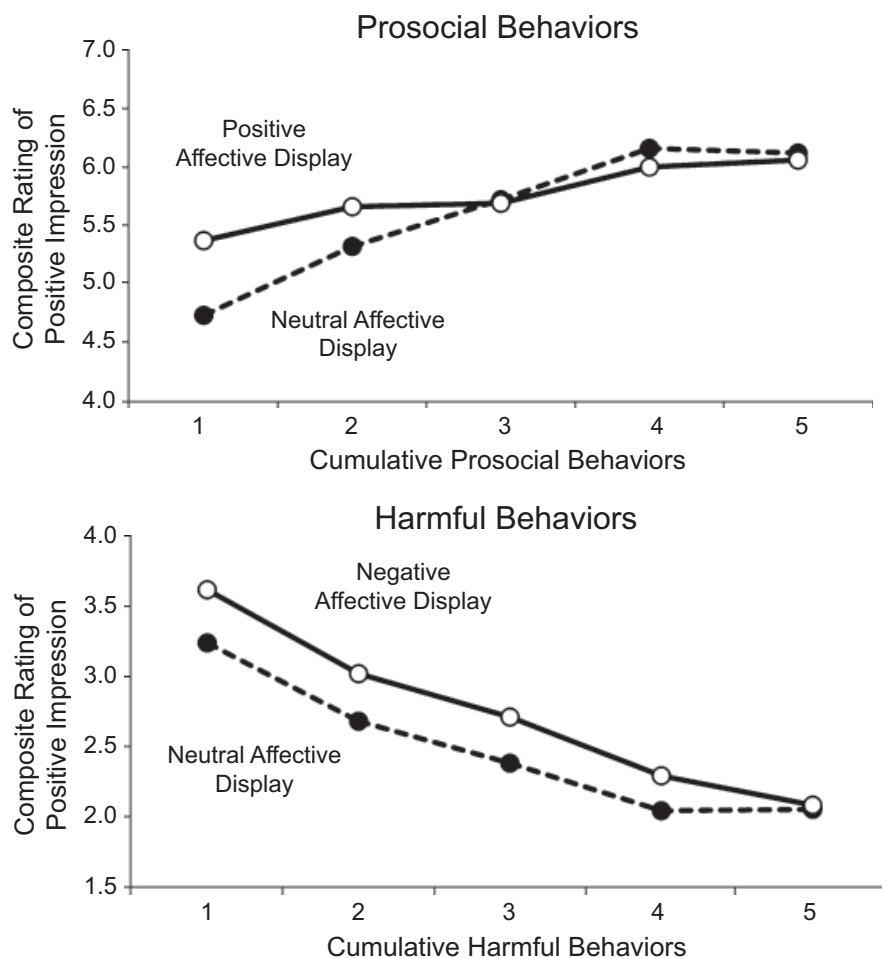 Prosocial Behaviors
Composite Rating of
Positive Impression
7.0
6.5
6.0
5.5
5.0
4.5
4.0
Positive
Affective Display
Neutral Affective
Display
1 2 3 4 5
Cumulative Prosocial Behaviors
Harmful Behaviors
Composite Rating of
Positive Impression
4.0
3.5
3.0
2.5
2.0
1.5
Negative
Affective Display
Neutral Affective
Display
1 2 3 4 5
Cumulative Harmful Behaviors